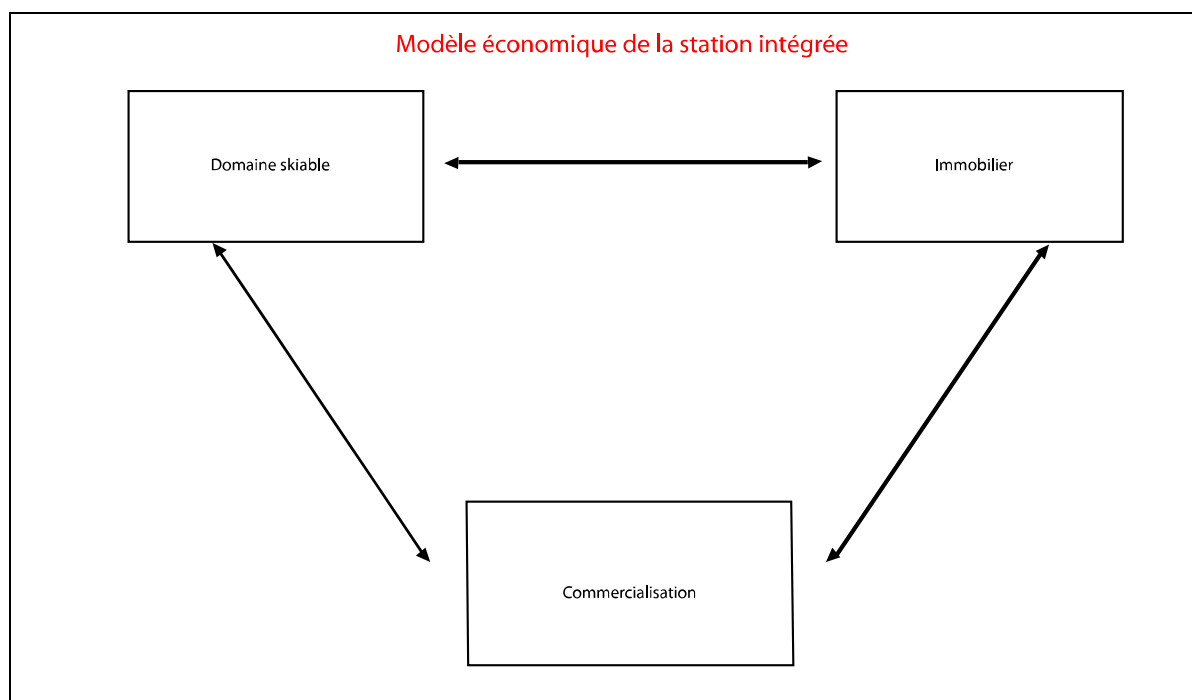 Modèle économique de la station intégrée
Domaine skiable
Immobilier
Commercialisation